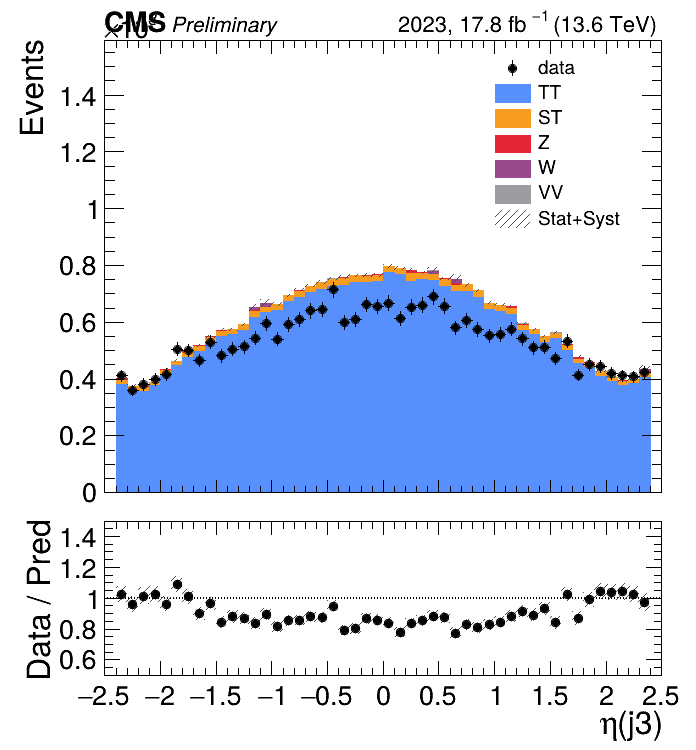 CMS Preliminary 2023, 17.8 fb⁻¹ (13.6 TeV)
Events
data
TT
ST
Z
W
VV
Stat+Syst
1.4
1.2
1
0.8
0.6
0.4
0.2
0
Data / Pred
1.4
1.2
1
0.8
0.6
−2.5 −2 −1.5 −1 −0.5 0 0.5 1 1.5 2 2.5
η(j3)